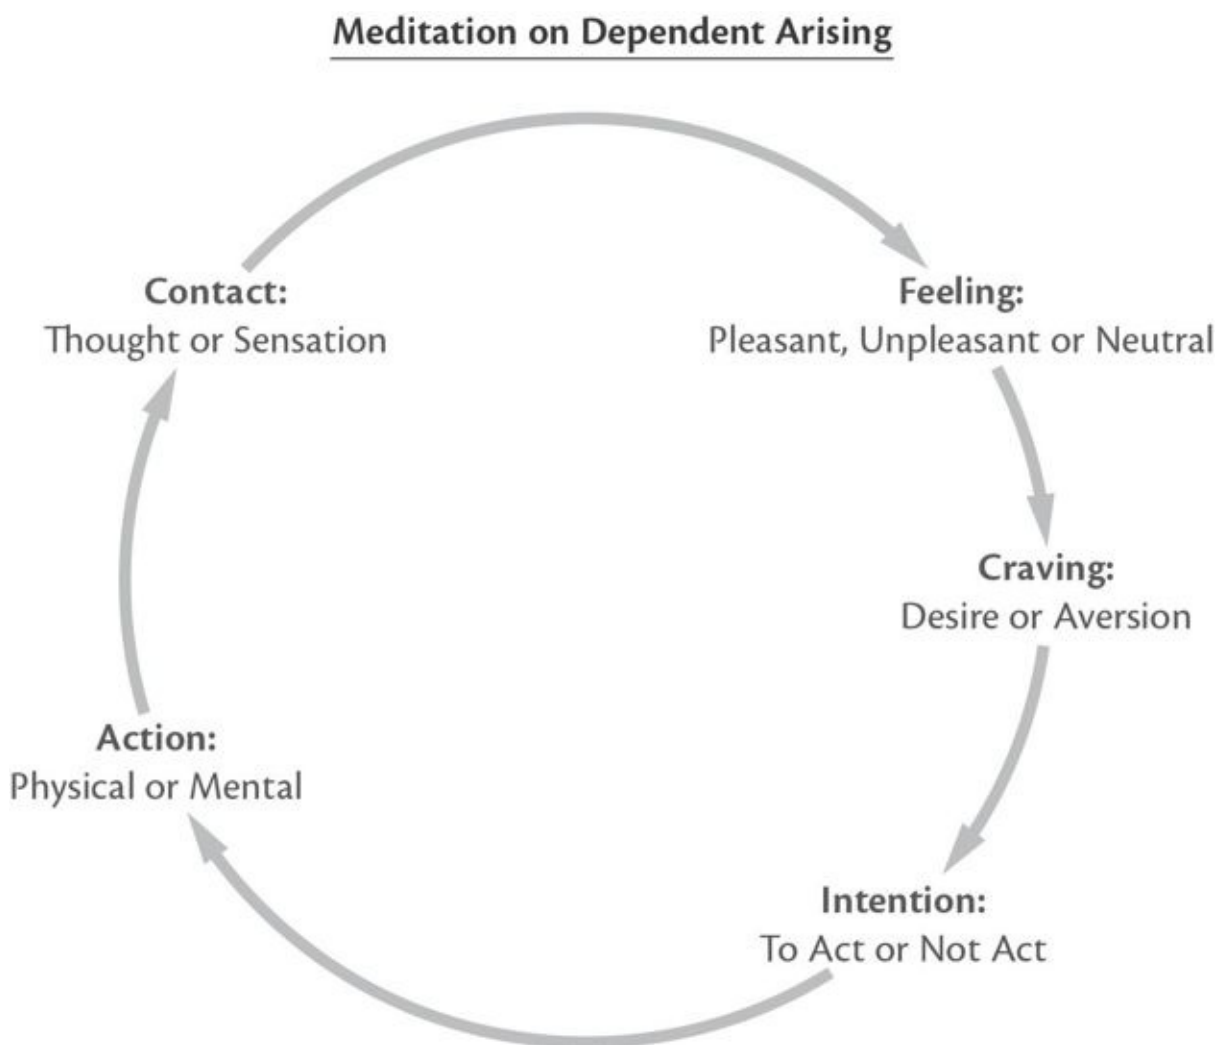 Meditation on Dependent Arising
Contact:
Thought or Sensation
Feeling:
Pleasant, Unpleasant or Neutral
Craving:
Desire or Aversion
Intention:
To Act or Not Act
Action:
Physical or Mental